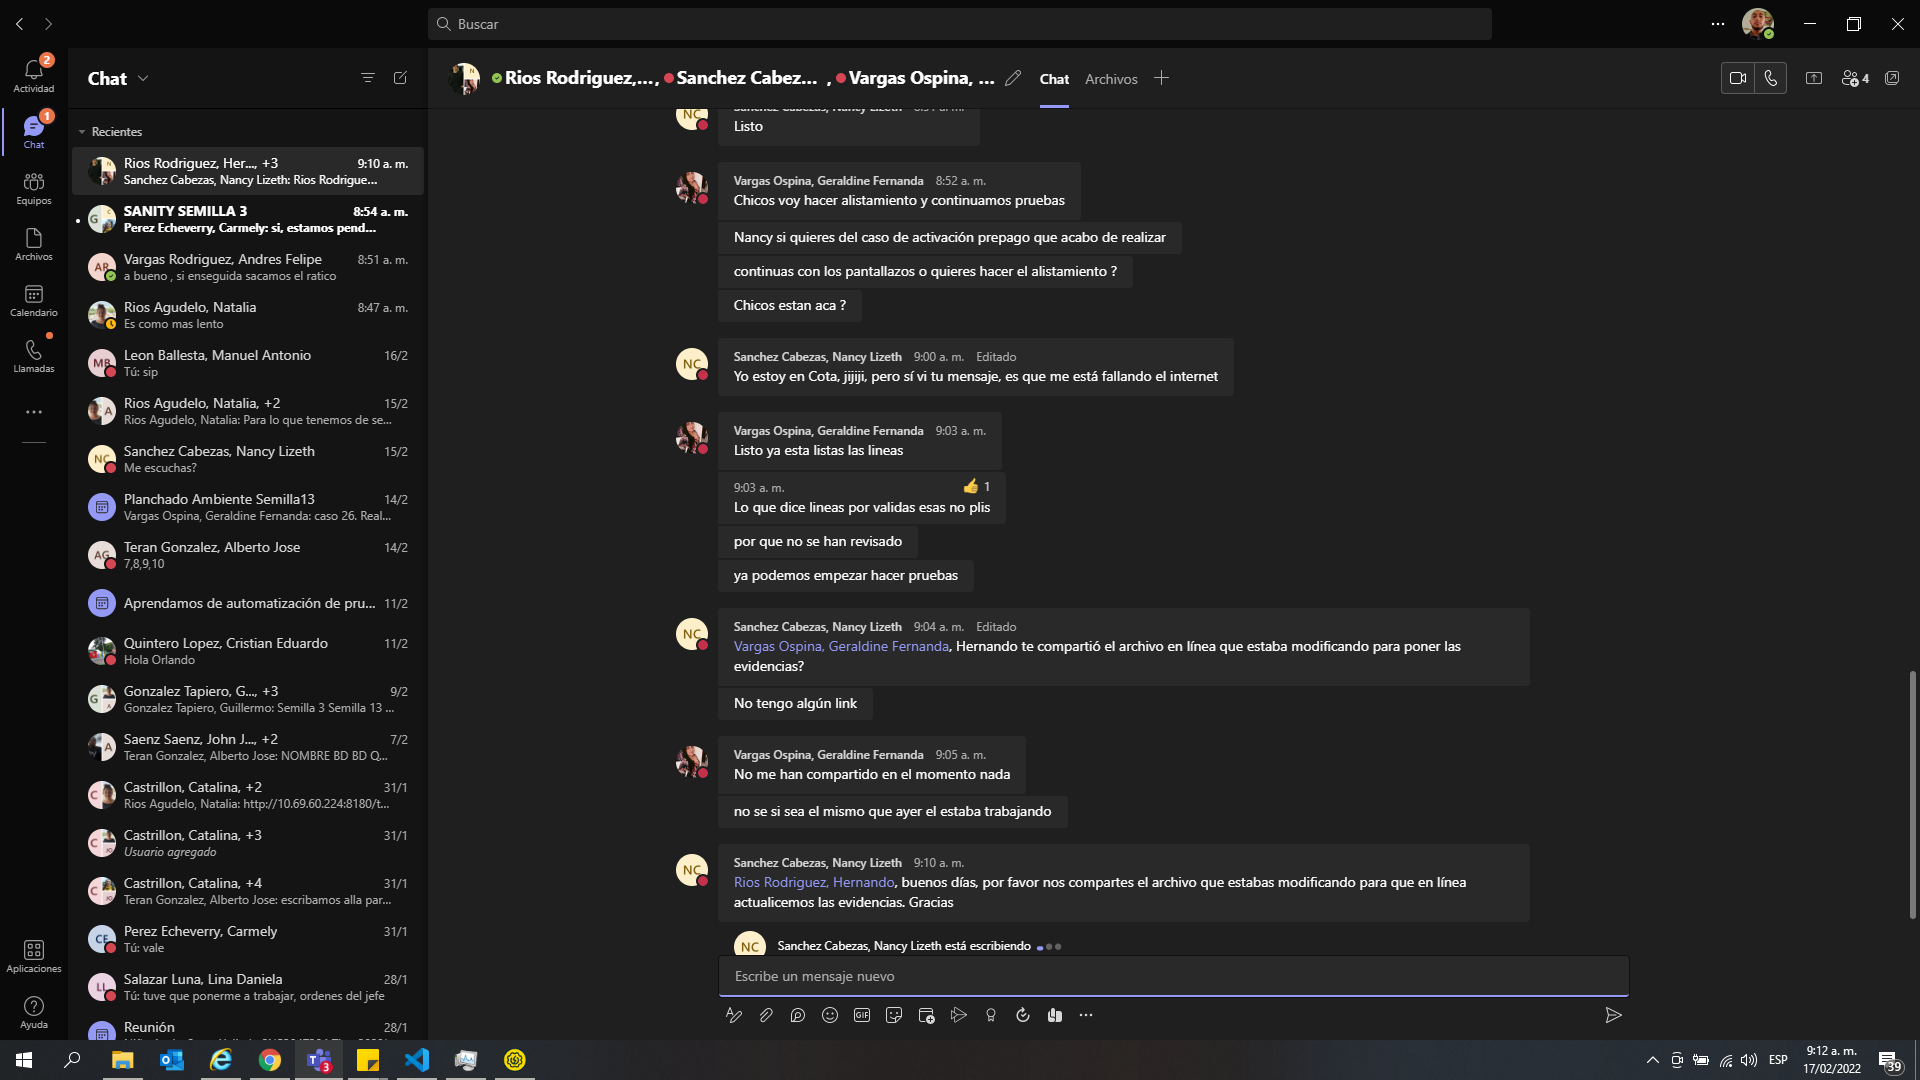 Buscar
Actividad
2
Chat
1
Equipos
Archivos
Calendario
Llamadas
Aplicaciones
Ayuda
Chat
Recientes
Rios Rodriguez, Her..., +3 9:10 a. m.
Sanchez Cabezas, Nancy Lizeth: Rios Rodrigue...
SANITY SEMILLA 3 8:54 a. m.
Perez Echeverry, Carmely: si, estamos pend...
Vargas Rodriguez, Andres Felipe 8:51 a. m.
a bueno , si enseguida sacamos el ratico
Rios Agudelo, Natalia 8:47 a. m.
Es como mas lento
Leon Ballesta, Manuel Antonio 16/2
Tú: sip
Rios Agudelo, Natalia, +2 15/2
Rios Agudelo, Natalia: Para lo que tenemos de se...
Sanchez Cabezas, Nancy Lizeth 15/2
Me escuchas?
Planchado Ambiente Semilla13 14/2
Vargas Ospina, Geraldine Fernanda: caso 26. Real...
Teran Gonzalez, Alberto Jose 14/2
7,8,9,10
Aprendamos de automatización de pru... 11/2
Quintero Lopez, Cristian Eduardo 11/2
Hola Orlando
Gonzalez Tapiero, G..., +3 9/2
Gonzalez Tapiero, Guillermo: Semilla 3 Semilla 13 ...
Saenz Saenz, John J..., +2 7/2
Teran Gonzalez, Alberto Jose: NOMBRE BD BD Q...
Castrillon, Catalina, +2 31/1
Rios Agudelo, Natalia: http://10.69.60.224:8180/t...
Castrillon, Catalina, +3 31/1
Usuario agregado
Castrillon, Catalina, +4 31/1
Teran Gonzalez, Alberto Jose: escribamos alla par...
Perez Echeverry, Carmely 31/1
Tú: vale
Salazar Luna, Lina Daniela 28/1
Tú: tuve que ponerme a trabajar, ordenes del jefe
Reunión 28/1
Rios Rodriguez,..., Sanchez Cabez... , Vargas Ospina, ... Chat Archivos 4
Sanchez Cabezas, Nancy Lizeth
Listo
Vargas Ospina, Geraldine Fernanda 8:52 a. m.
Chicos voy hacer alistamiento y continuamos pruebas
Nancy si quieres del caso de activación prepago que acabo de realizar
continuas con los pantallazos o quieres hacer el alistamiento ?
Chicos estan aca ?
NC
Sanchez Cabezas, Nancy Lizeth 9:00 a. m. Editado
Yo estoy en Cota, jijiji, pero sí vi tu mensaje, es que me está fallando el internet
Vargas Ospina, Geraldine Fernanda 9:03 a. m.
Listo ya esta listas las lineas
9:03 a. m. 1
Lo que dice lineas por validas esas no plis
por que no se han revisado
ya podemos empezar hacer pruebas
NC
Sanchez Cabezas, Nancy Lizeth 9:04 a. m. Editado
Vargas Ospina, Geraldine Fernanda, Hernando te compartió el archivo en línea que estaba modificando para poner las
evidencias?
No tengo algún link
Vargas Ospina, Geraldine Fernanda 9:05 a. m.
No me han compartido en el momento nada
no se si sea el mismo que ayer el estaba trabajando
NC
Sanchez Cabezas, Nancy Lizeth 9:10 a. m.
Rios Rodriguez, Hernando, buenos días, por favor nos compartes el archivo que estabas modificando para que en línea
actualicemos las evidencias. Gracias
NC Sanchez Cabezas, Nancy Lizeth está escribiendo
Escribe un mensaje nuevo
GIF
3
ESP
9:12 a. m.
17/02/2022
39